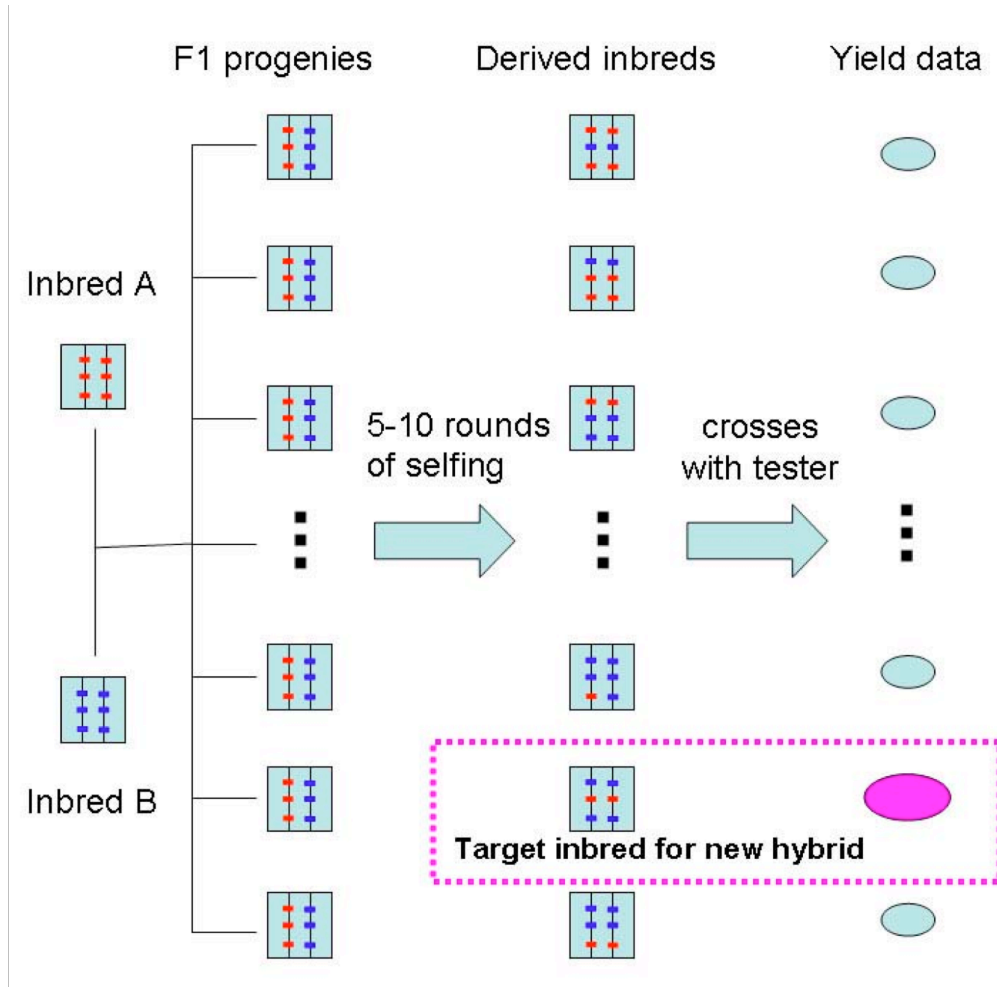 F1 progenies
Derived inbreds
Yield data
Inbred A
5-10 rounds
of selfing
crosses
with tester
Inbred B
Target inbred for new hybrid